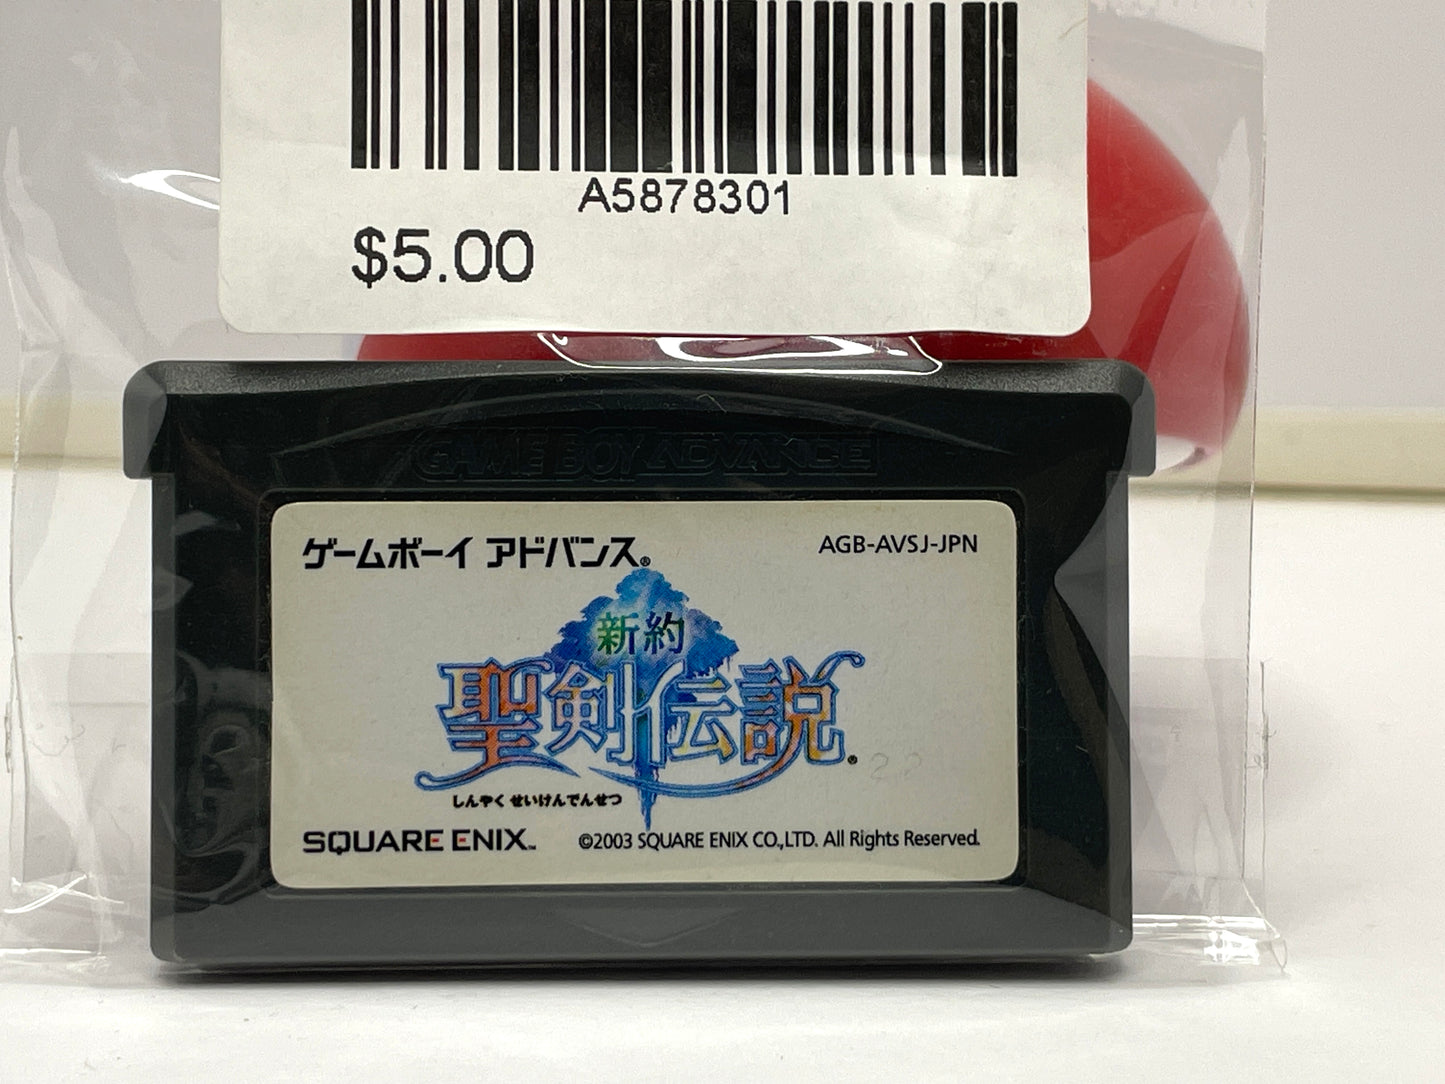 A5878301
$5.00
GAME BOY ADVANCE
ゲームボーイ アドバンス®
AGB-AVSJ-JPN
新約
聖剣伝説®
しんやく せいけんでんせつ
22
SQUARE ENIX™
©2003 SQUARE ENIX CO.,LTD. All Rights Reserved.